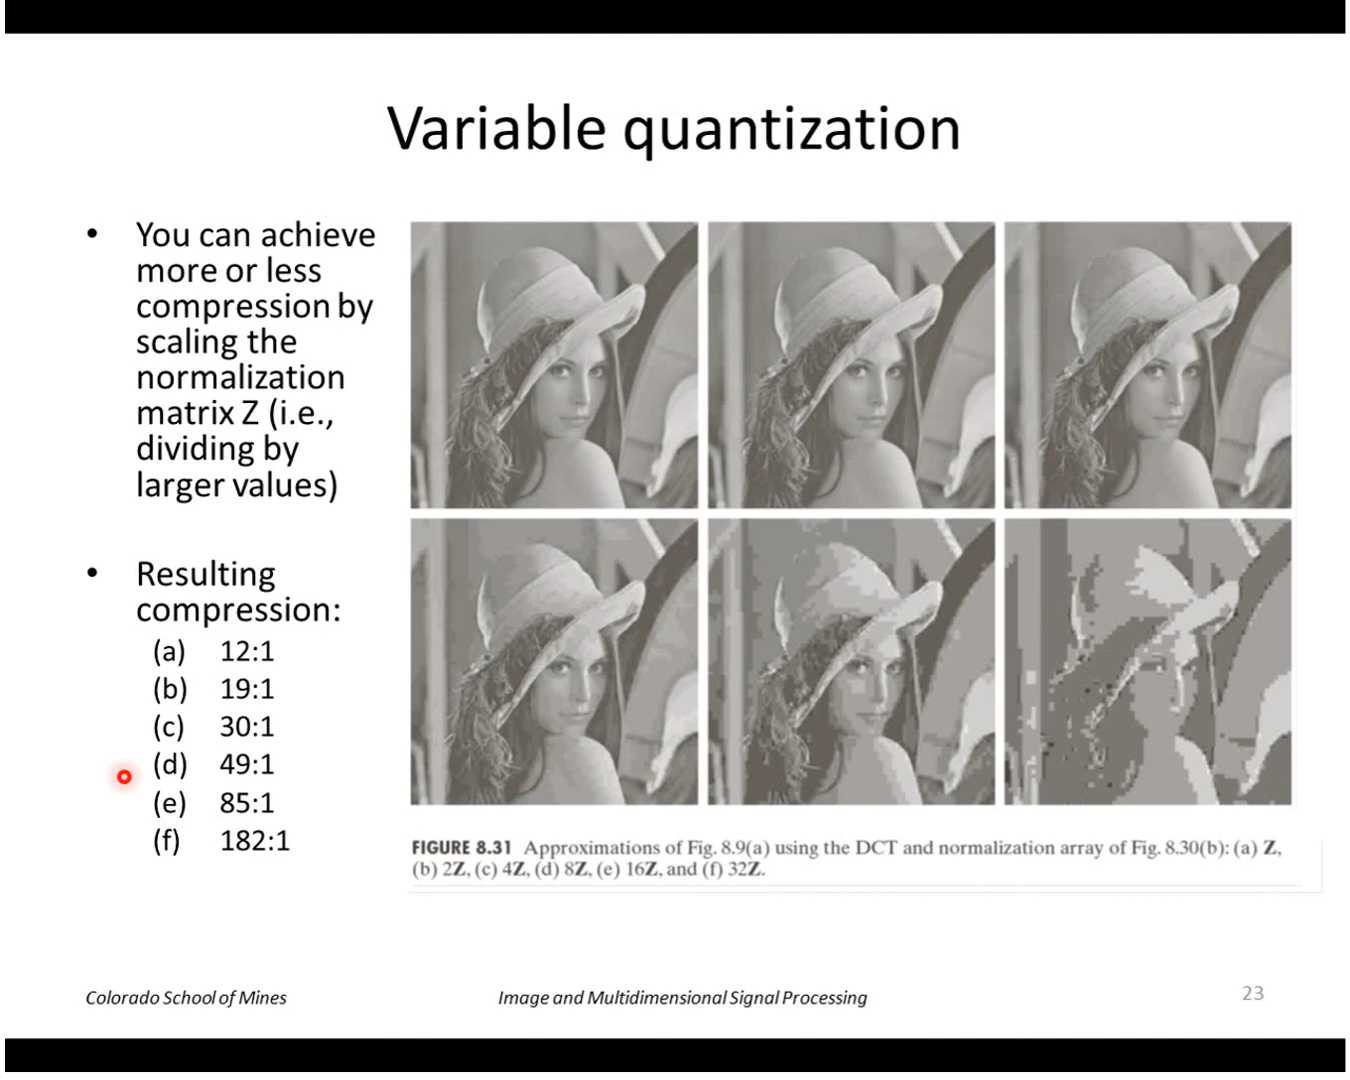 Variable quantization
• You can achieve
more or less
compression by
scaling the
normalization
matrix Z (i.e.,
dividing by
larger values)
• Resulting
compression:
(a) 12:1
(b) 19:1
(c) 30:1
(d) 49:1
(e) 85:1
(f) 182:1
FIGURE 8.31 Approximations of Fig. 8.9(a) using the DCT and normalization array of Fig. 8.30(b): (a) Z,
(b) 2Z, (c) 4Z, (d) 8Z, (e) 16Z, and (f) 32Z.
Colorado School of Mines Image and Multidimensional Signal Processing 23